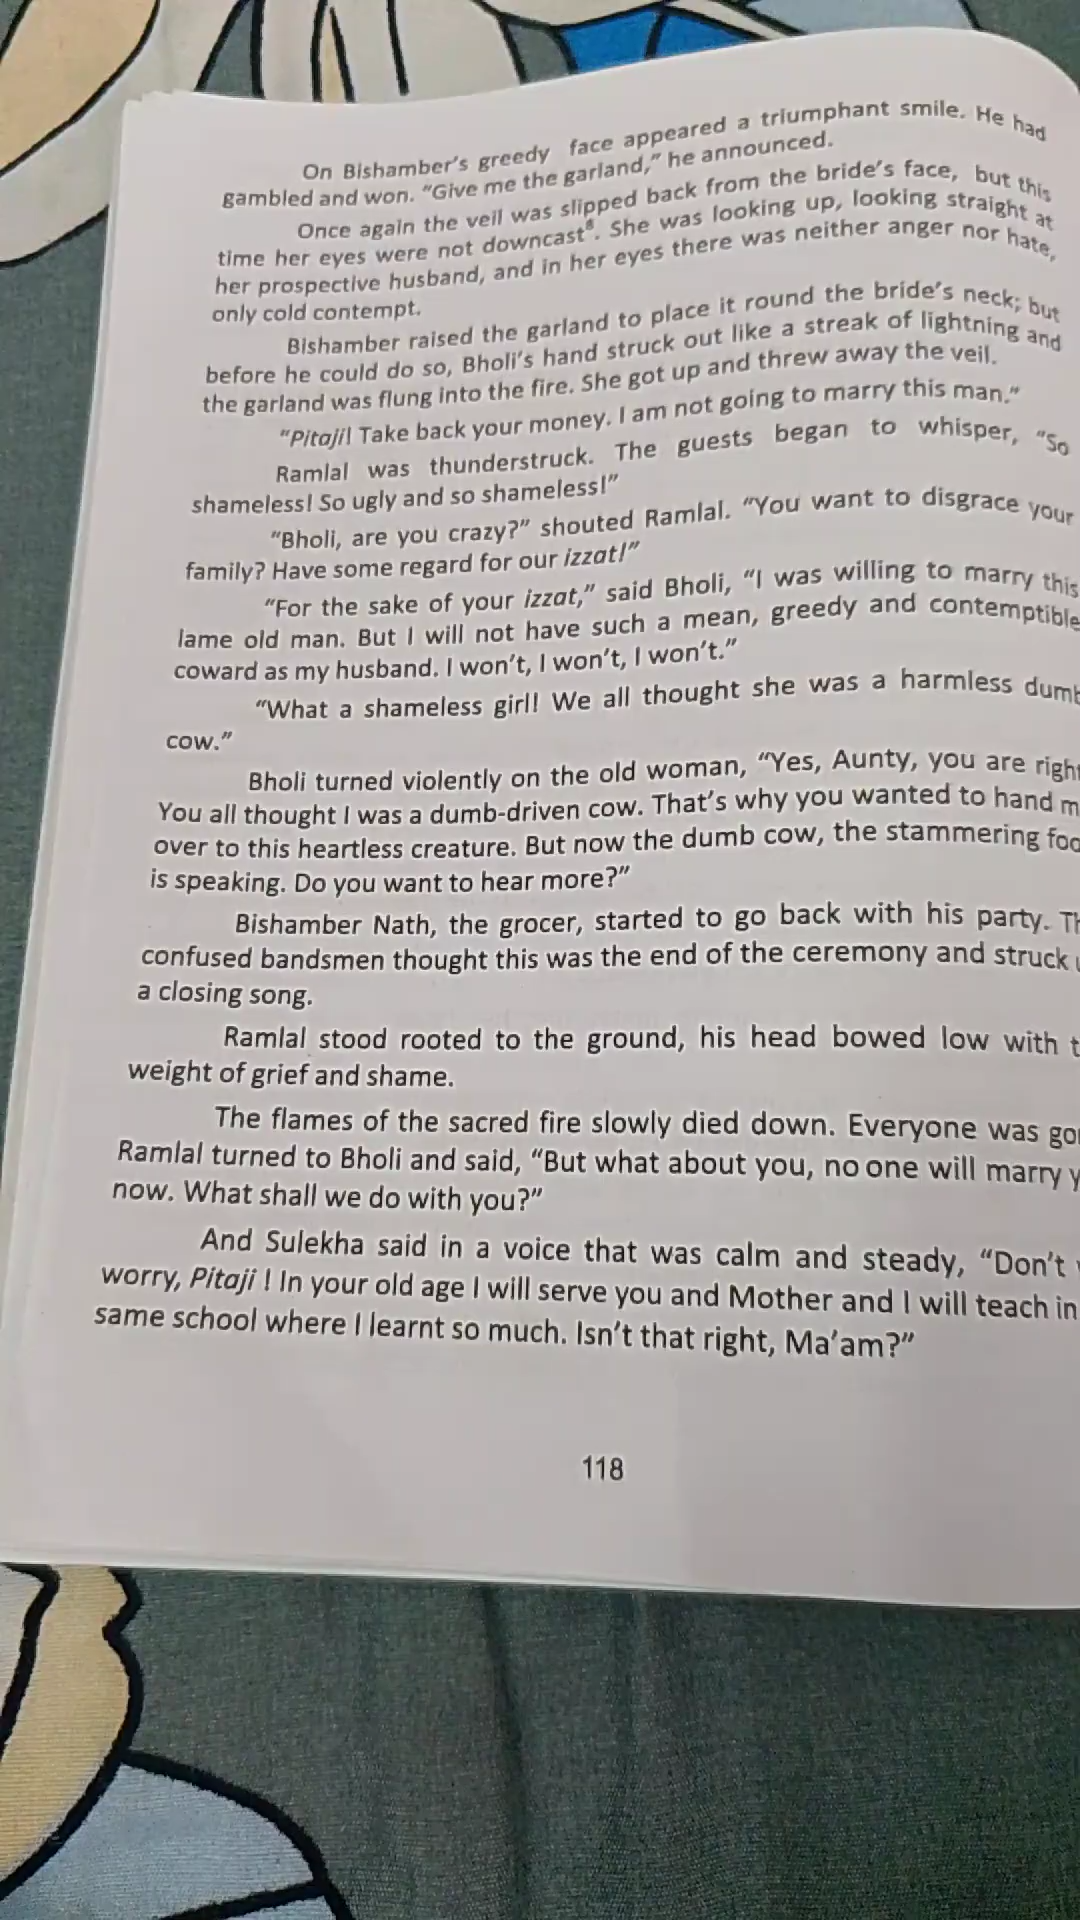 On Bishamber's greedy face appeared a triumphant smile. He had
gambled and won. "Give me the garland," he announced.
Once again the veil was slipped back from the bride's face, but this
time her eyes were not downcast⁸. She was looking up, looking straight at
her prospective husband, and in her eyes there was neither anger nor hate,
only cold contempt.
Bishamber raised the garland to place it round the bride's neck; but
before he could do so, Bholi's hand struck out like a streak of lightning and
the garland was flung into the fire. She got up and threw away the veil.
"Pitaji! Take back your money. I am not going to marry this man."
Ramlal was thunderstruck. The guests began to whisper, "So
shameless! So ugly and so shameless!"
"Bholi, are you crazy?" shouted Ramlal. "You want to disgrace your
family? Have some regard for our izzat!"
"For the sake of your izzat," said Bholi, "I was willing to marry this
lame old man. But I will not have such a mean, greedy and contemptible
coward as my husband. I won't, I won't, I won't."
"What a shameless girl! We all thought she was a harmless dumb
cow."
Bholi turned violently on the old woman, "Yes, Aunty, you are right
You all thought I was a dumb-driven cow. That's why you wanted to hand
over to this heartless creature. But now the dumb cow, the stammering
is speaking. Do you want to hear more?"
Bishamber Nath, the grocer, started to go back with his party.
confused bandsmen thought this was the end of the ceremony and struck
a closing song.
Ramlal stood rooted to the ground, his head bowed low with
weight of grief and shame.
The flames of the sacred fire slowly died down. Everyone was
Ramlal turned to Bholi and said, "But what about you, no one will marry
now. What shall we do with you?"
And Sulekha said in a voice that was calm and steady, "Don't
worry, Pitaji ! In your old age I will serve you and Mother and I will teach in
same school where I learnt so much. Isn't that right, Ma'am?"
118